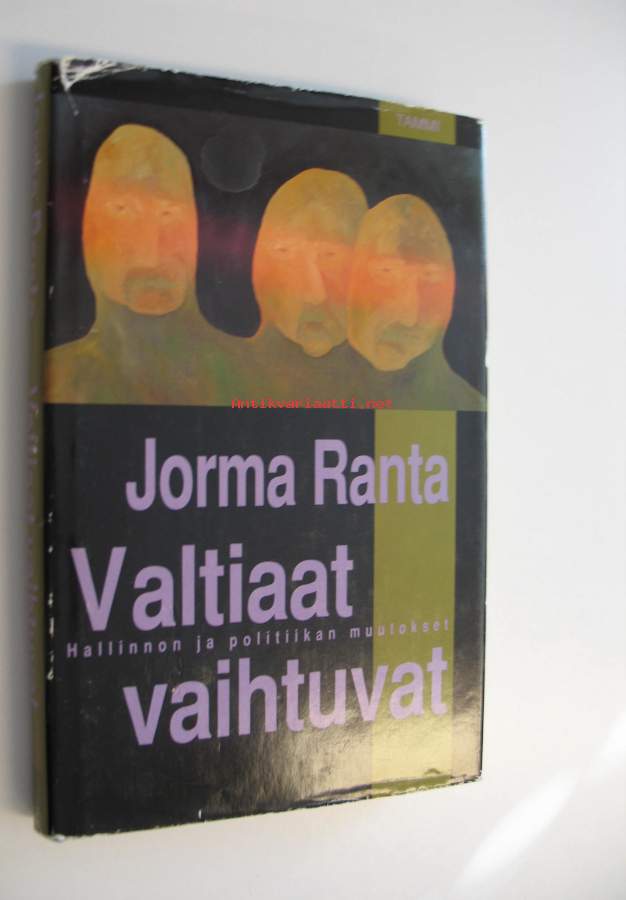 TAMMI
Antikvariaatti.net
Jorma Ranta
Valtiaat
Hallinnon ja politiikan muutokset
vaihtuvat